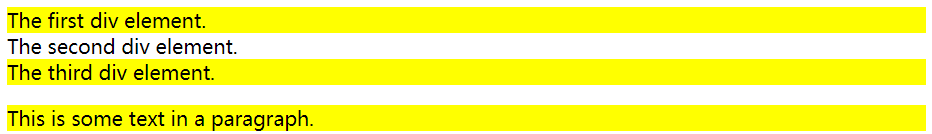 The first div element.
The second div element.
The third div element.
This is some text in a paragraph.